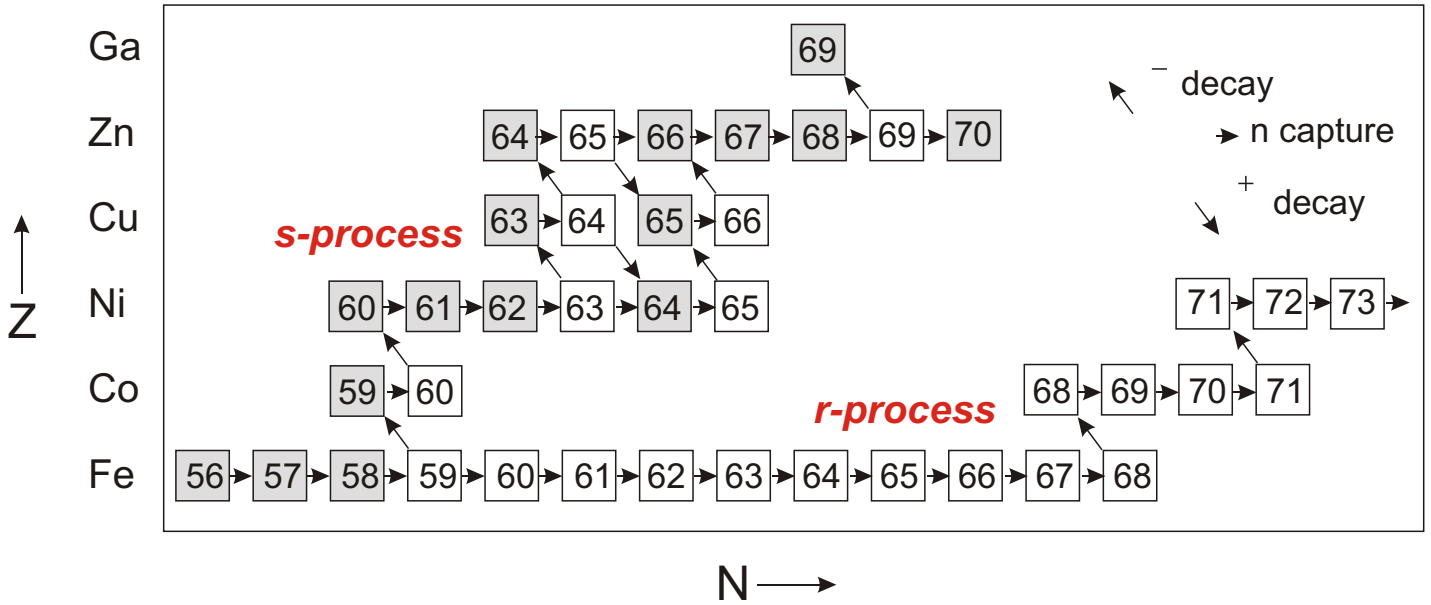 Ga 69
− decay
Zn 64 65 66 67 68 69 70 n capture
+ decay
Cu 63 64 65 66
s-process
Ni 60 61 62 63 64 65 71 72 73
Z
Co 59 60 68 69 70 71
r-process
Fe 56 57 58 59 60 61 62 63 64 65 66 67 68
N